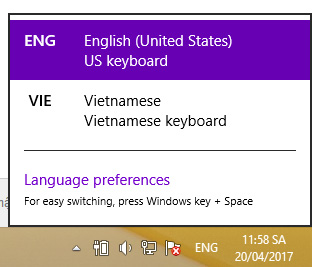 ENG English (United States)
US keyboard
VIE Vietnamese
Vietnamese keyboard
Language preferences
For easy switching, press Windows key + Space
ENG 11:58 SA
20/04/2017